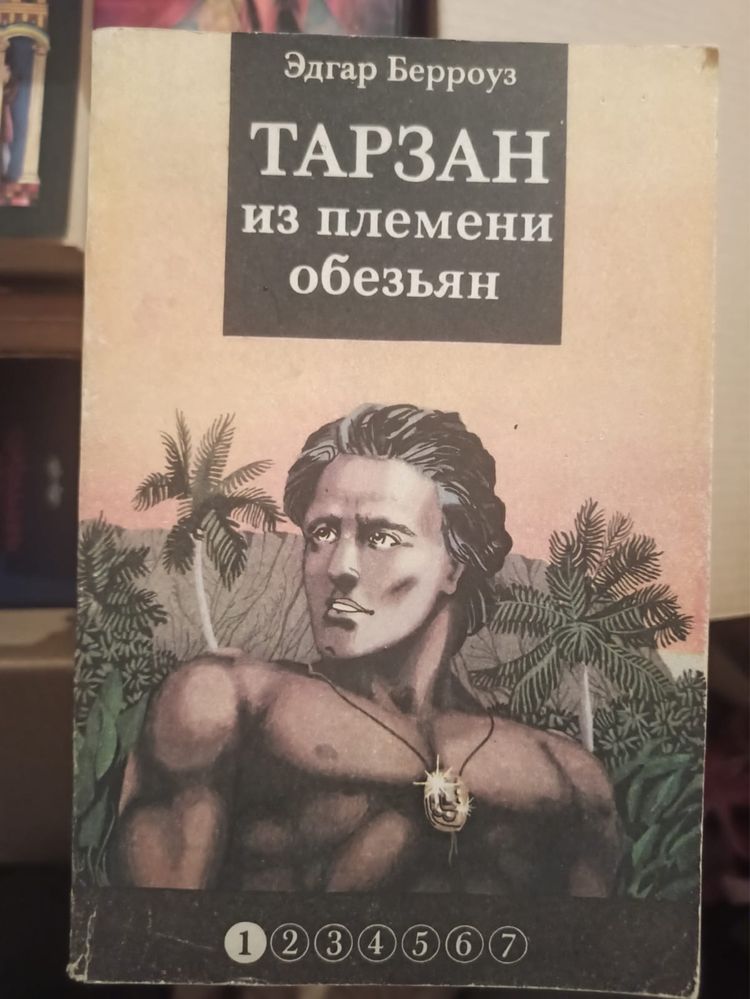 Эдгар Берроуз
ТАРЗАН
из племени
обезьян
1 2 3 4 5 6 7